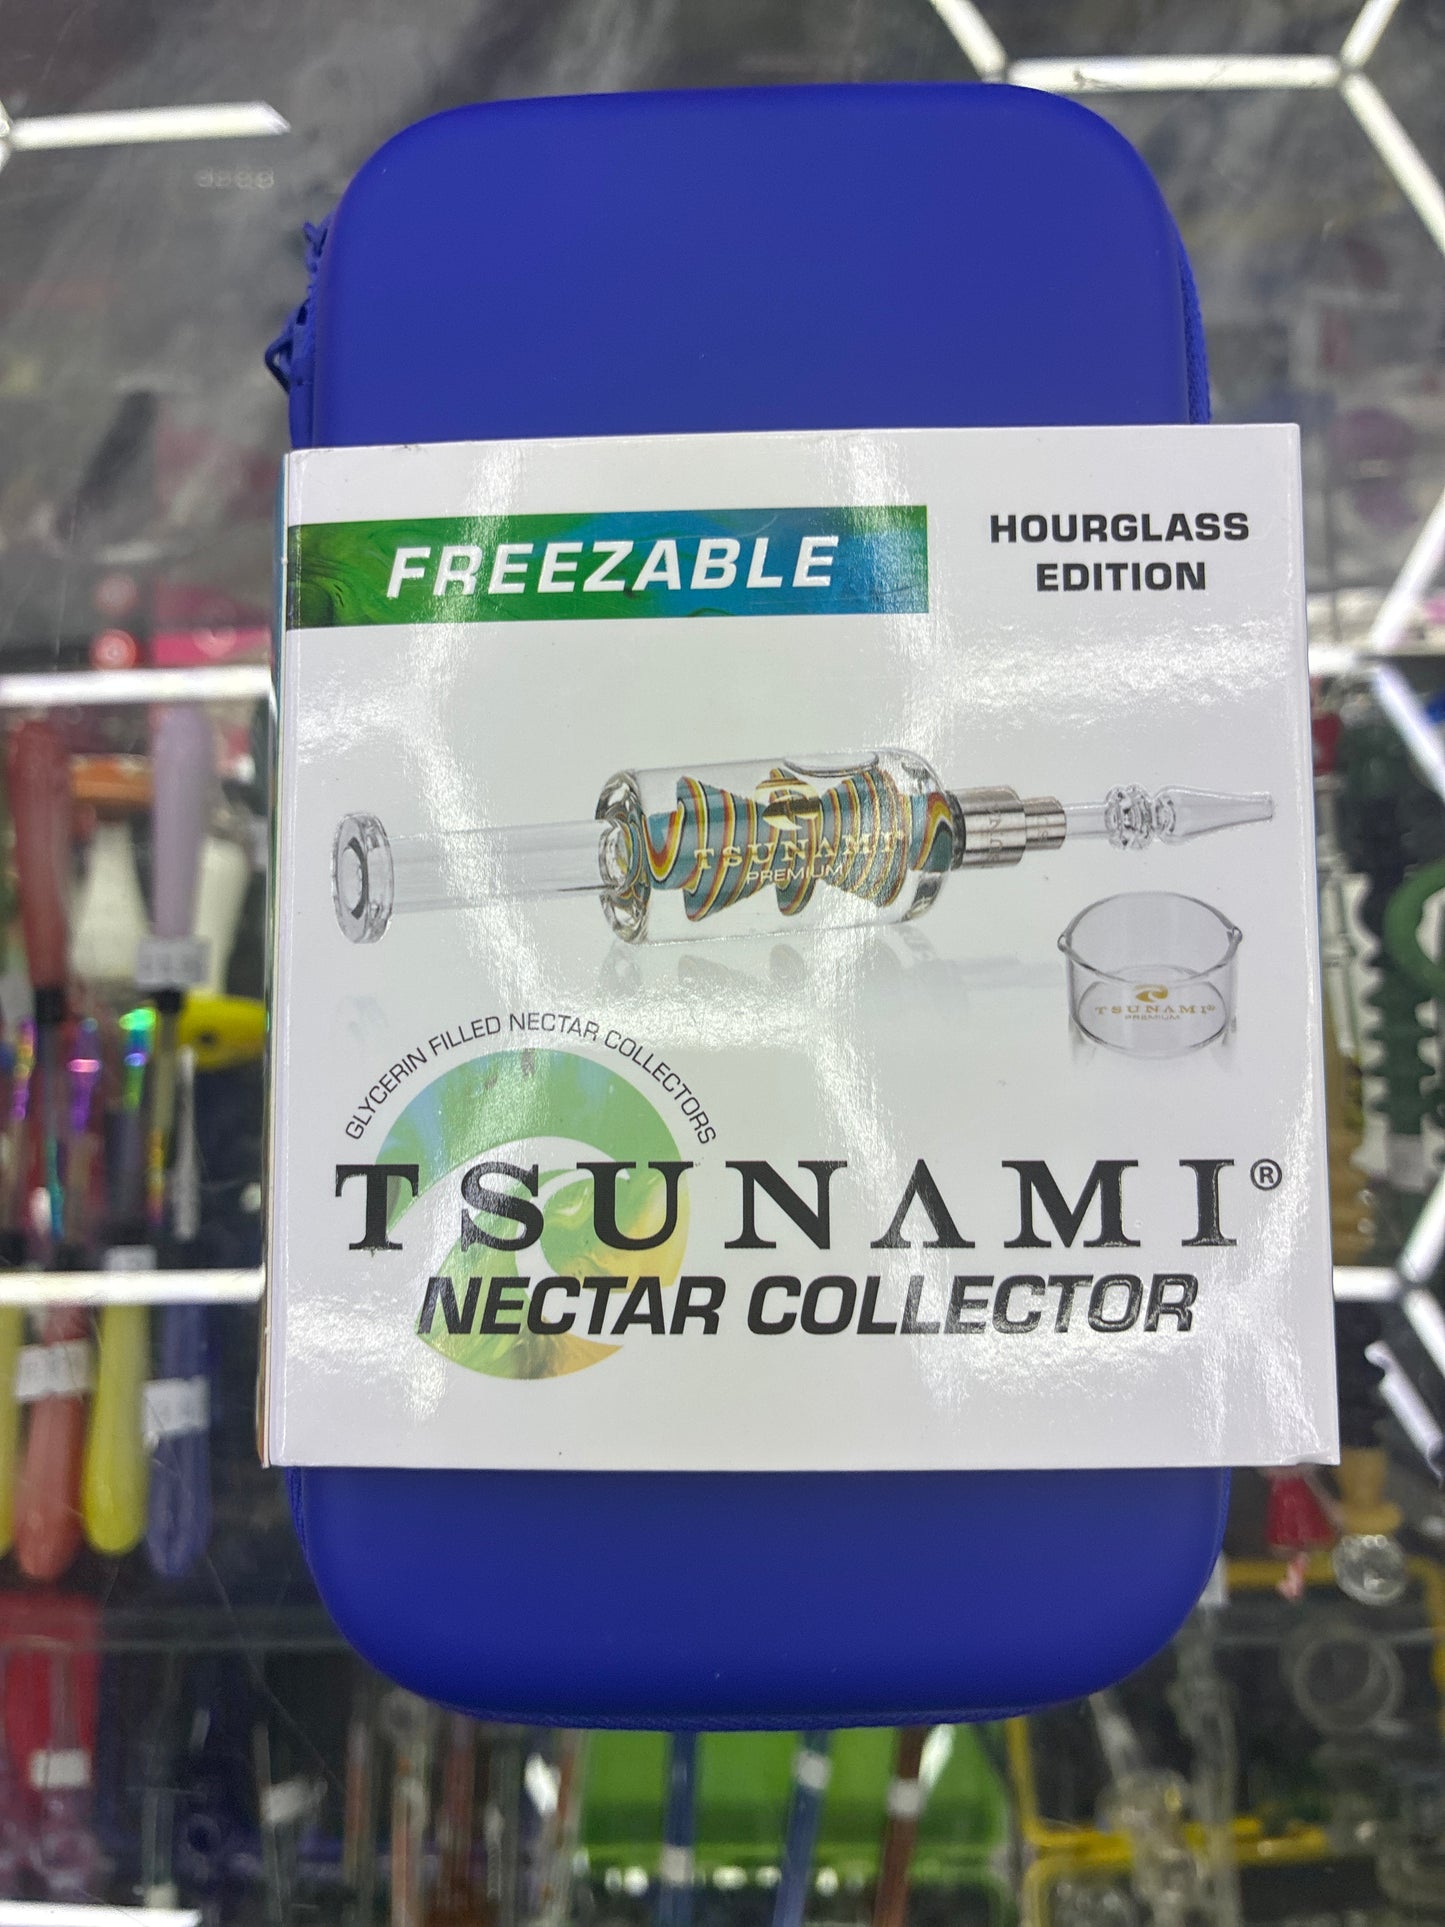 FREEZABLE
HOURGLASS
EDITION
TSUNAMI
PREMIUM
TSUNAMI®
PREMIUM
GLYCERIN FILLED NECTAR COLLECTORS
TSUNAMI®
NECTAR COLLECTOR